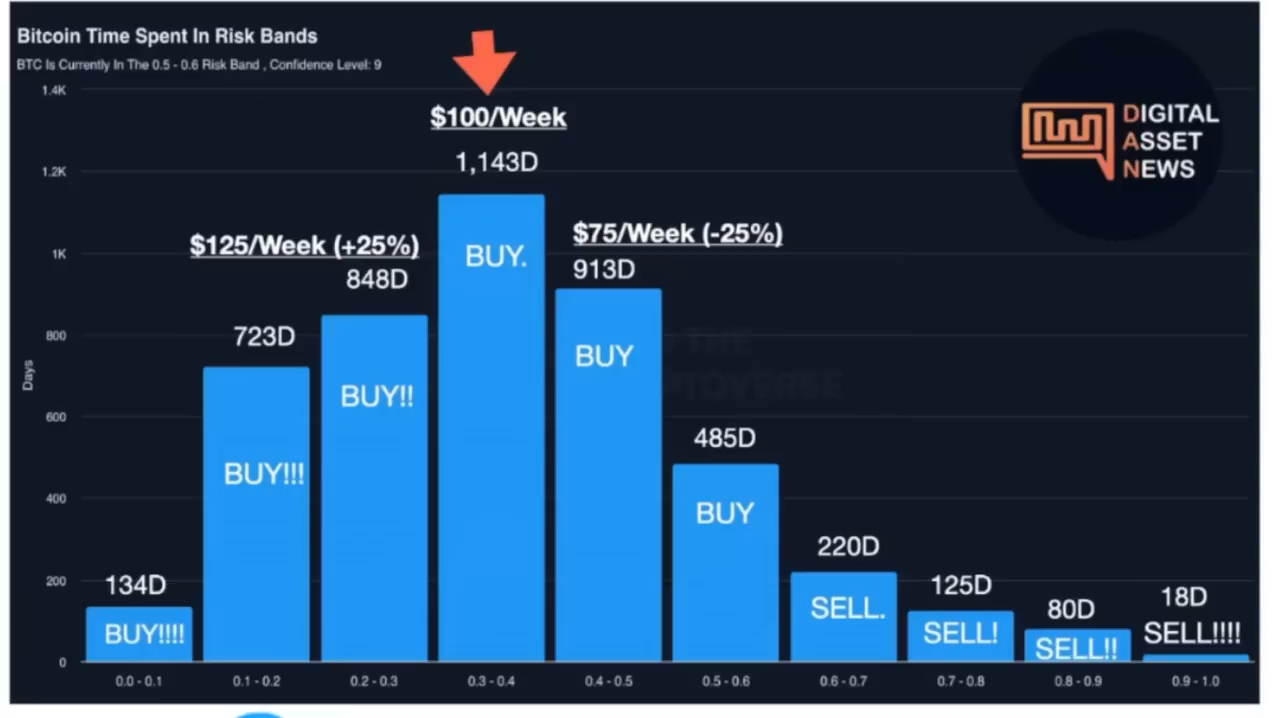 Bitcoin Time Spent In Risk Bands
BTC Is Currently In The 0.5 - 0.6 Risk Band , Confidence Level: 9
DIGITAL
ASSET
NEWS
$100/Week
1,143D
$125/Week (+25%)
848D
$75/Week (-25%)
913D
723D
485D
220D
134D
125D
80D
18D
BUY!!!!
BUY!!!
BUY!!
BUY.
BUY
BUY
SELL.
SELL!
SELL!!
SELL!!!!
THE
Days
1.4K
1.2K
1K
800
600
400
200
0
0.0 - 0.1
0.1 - 0.2
0.2 - 0.3
0.3 - 0.4
0.4 - 0.5
0.5 - 0.6
0.6 - 0.7
0.7 - 0.8
0.8 - 0.9
0.9 - 1.0